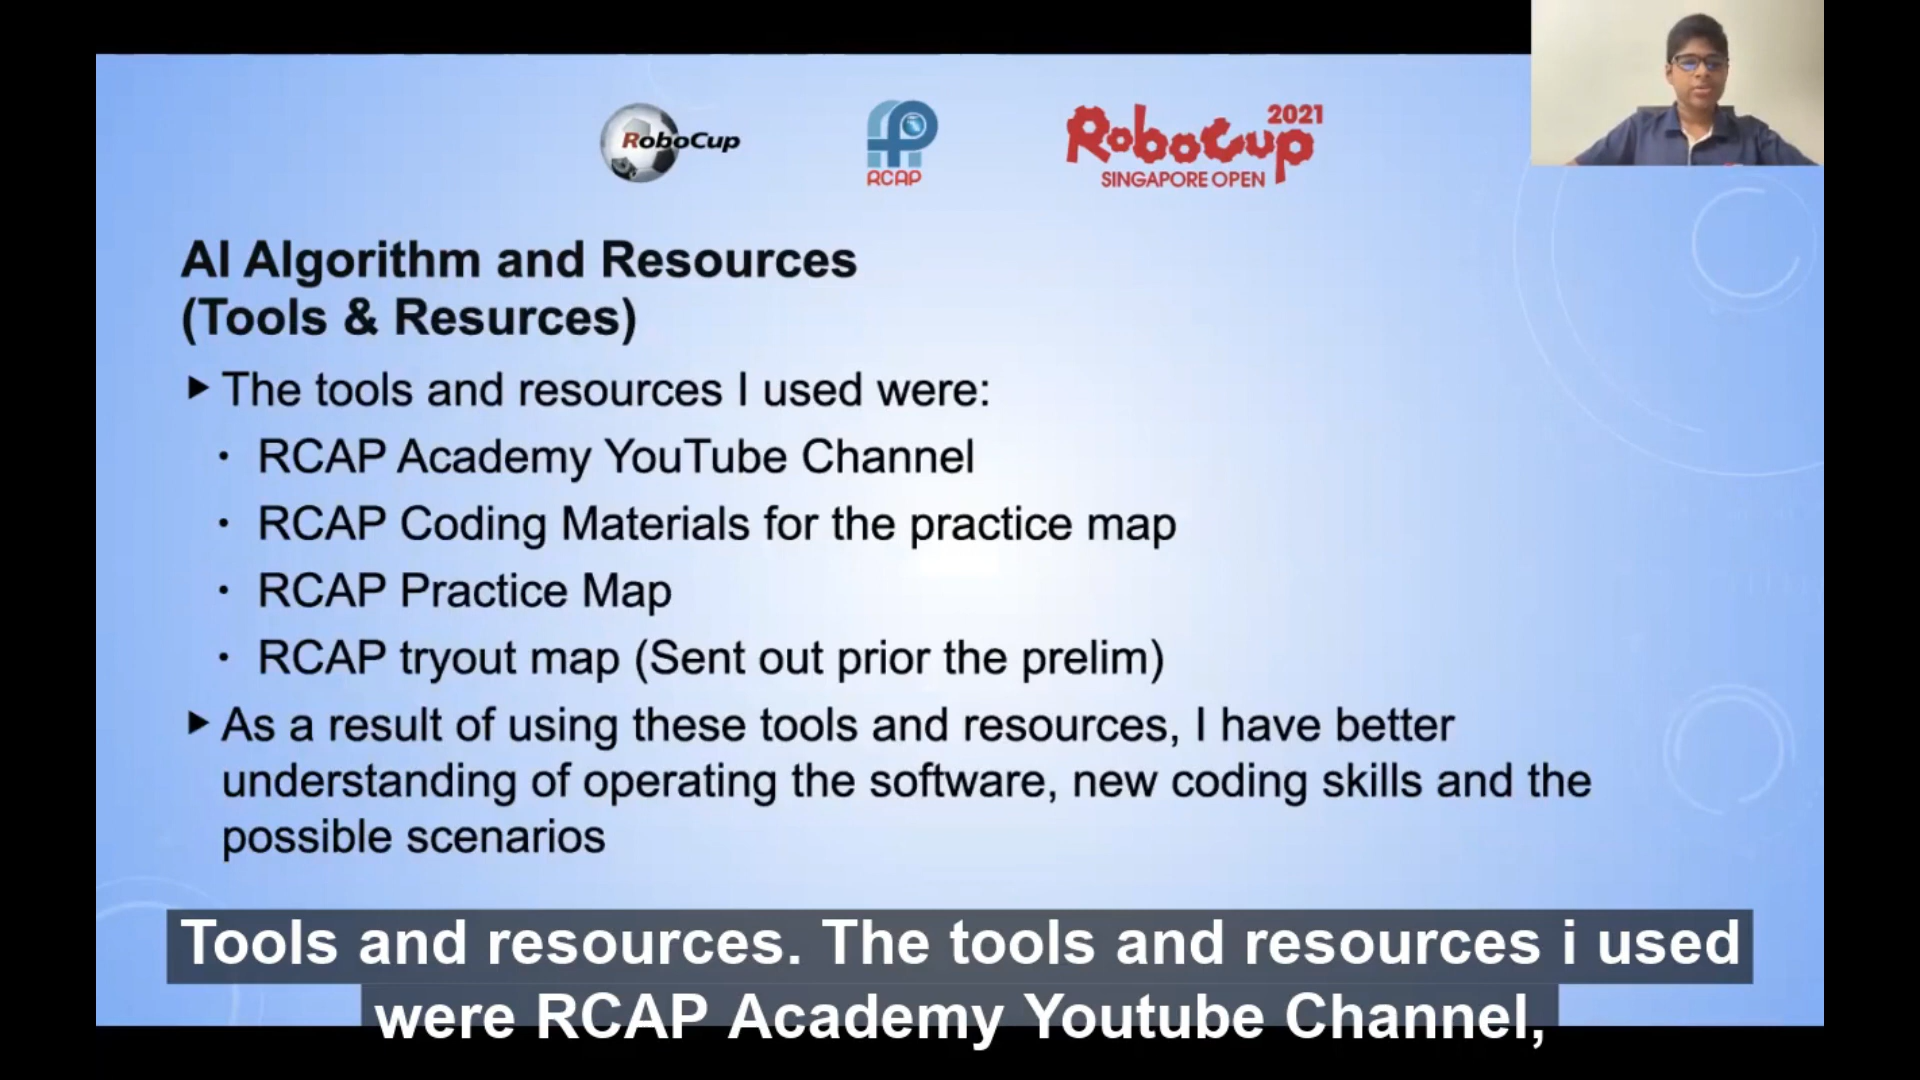 RoboCup
RCAP
RoboCup 2021
SINGAPORE OPEN
AI Algorithm and Resources
(Tools & Resurces)
The tools and resources I used were:
RCAP Academy YouTube Channel
RCAP Coding Materials for the practice map
RCAP Practice Map
RCAP tryout map (Sent out prior the prelim)
As a result of using these tools and resources, I have better
understanding of operating the software, new coding skills and the
possible scenarios
Tools and resources. The tools and resources i used
were RCAP Academy Youtube Channel,